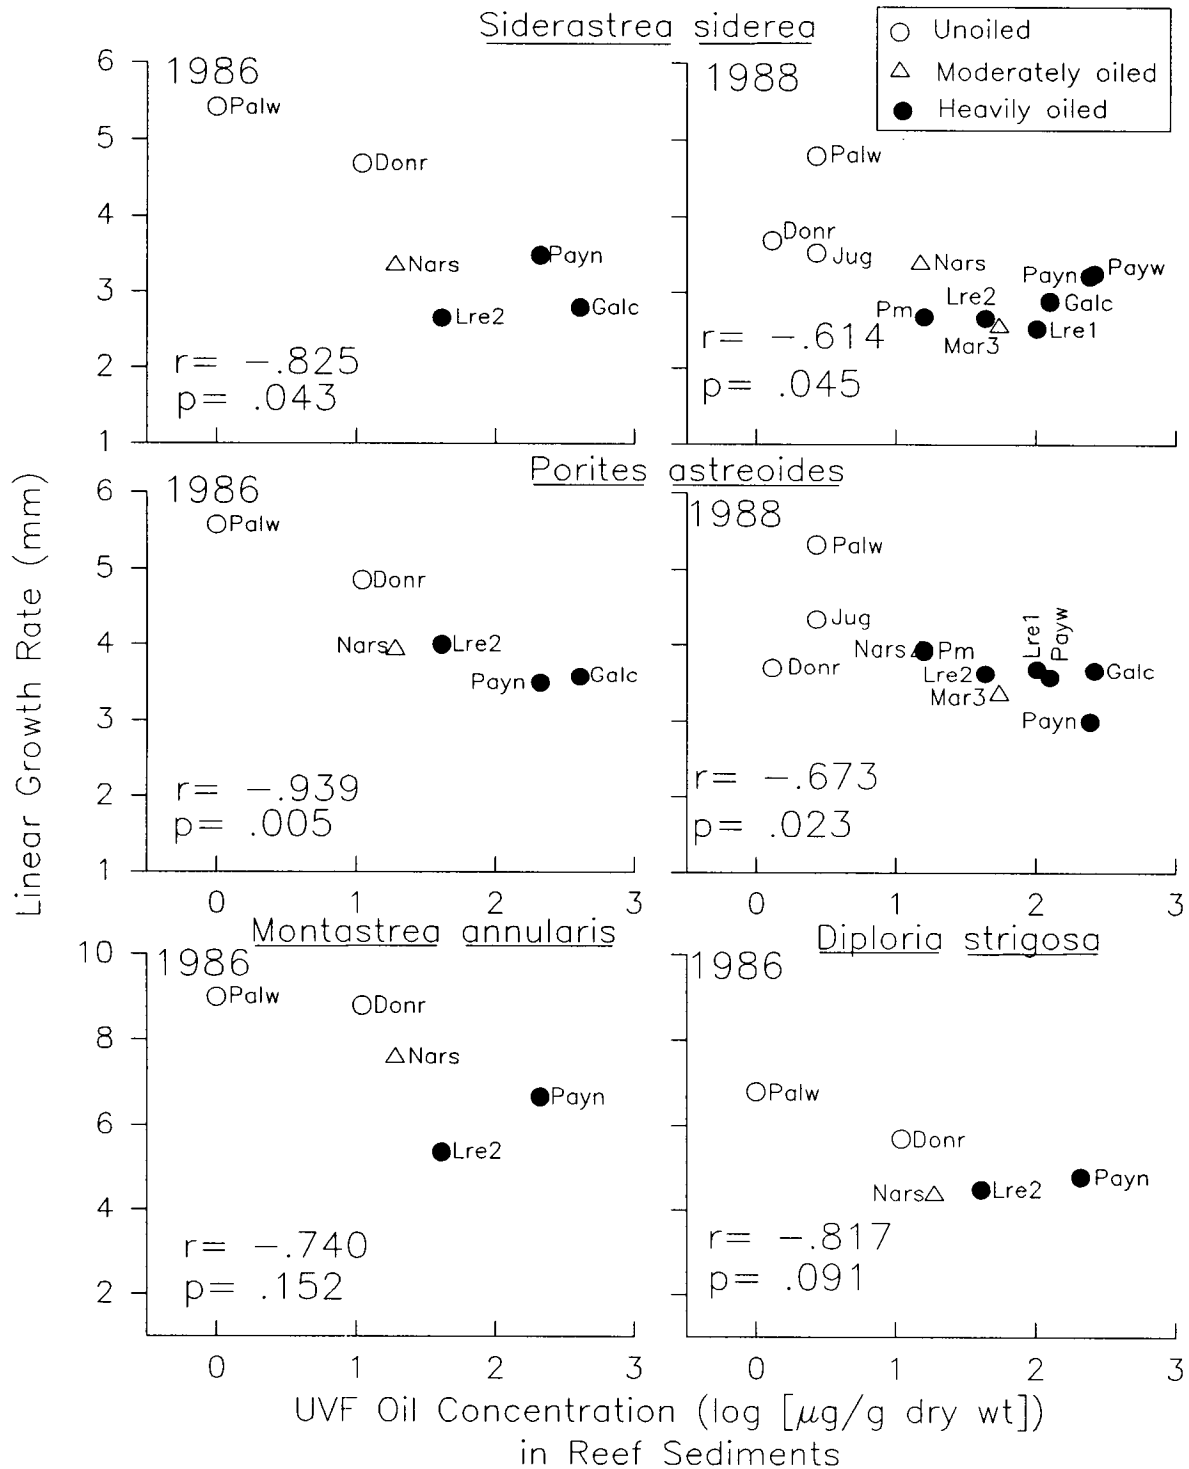 Siderastrea siderea
Unoiled
Moderately oiled
Heavily oiled
6
5
4
3
2
1
1986
Palw
Donr
Nars
Payn
Lre2
Galc
r= -.825
p= .043
1988
Palw
Donr
Jug
Nars
Payn
Payw
Lre2
Galc
Pm
Mar3
Lre1
r= -.614
p= .045
Porites astreoides
6
5
4
3
2
1
1986
Palw
Donr
Nars
Lre2
Payn
Galc
r= -.939
p= .005
0 1 2 3
1988
Palw
Jug
Donr
Nars
Pm
Lre2
Mar3
Lre1
Payw
Galc
Payn
r= -.673
p= .023
0 1 2 3
Montastrea annularis
10
8
6
4
2
1986
Palw
Donr
Nars
Payn
Lre2
r= -.740
p= .152
0 1 2 3
Diploria strigosa
1986
Palw
Donr
Nars
Lre2
Payn
r= -.817
p= .091
0 1 2 3
Linear Growth Rate (mm)
UVF Oil Concentration (log [μg/g dry wt])
in Reef Sediments